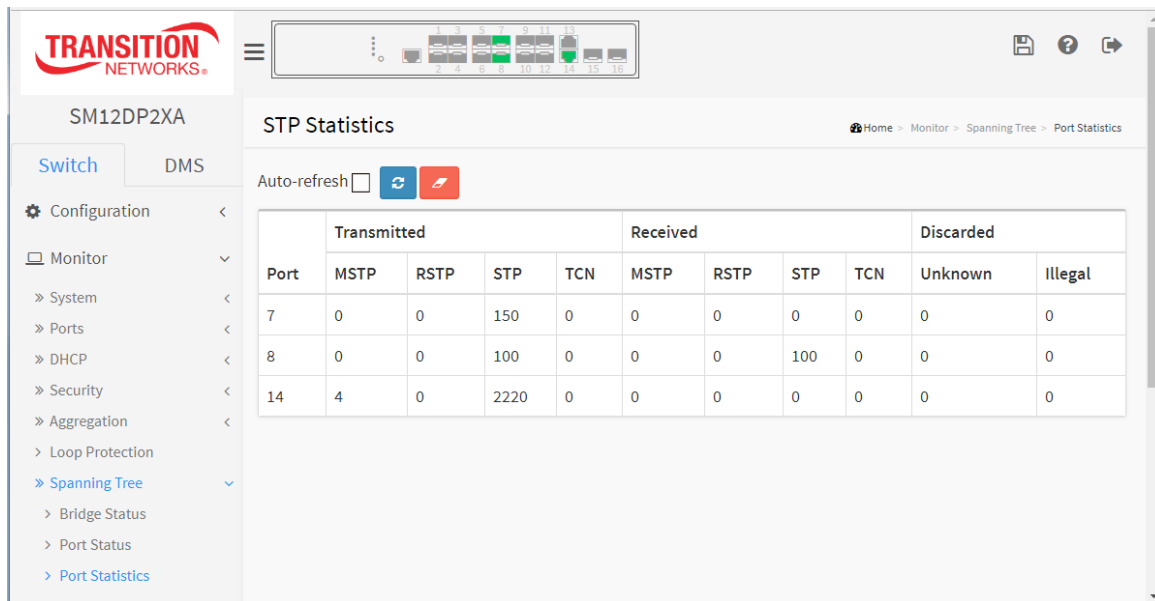 TRANSITION
NETWORKS®
1 3 5 7 9 11 13
2 4 6 8 10 12 14 15 16
SM12DP2XA
Switch DMS
Configuration
Monitor
System
Ports
DHCP
Security
Aggregation
Loop Protection
Spanning Tree
Bridge Status
Port Status
Port Statistics
STP Statistics
Home > Monitor > Spanning Tree > Port Statistics
Auto-refresh
Transmitted Received Discarded
Port MSTP RSTP STP TCN MSTP RSTP STP TCN Unknown Illegal
7 0 0 150 0 0 0 0 0 0 0
8 0 0 100 0 0 0 100 0 0 0
14 4 0 2220 0 0 0 0 0 0 0